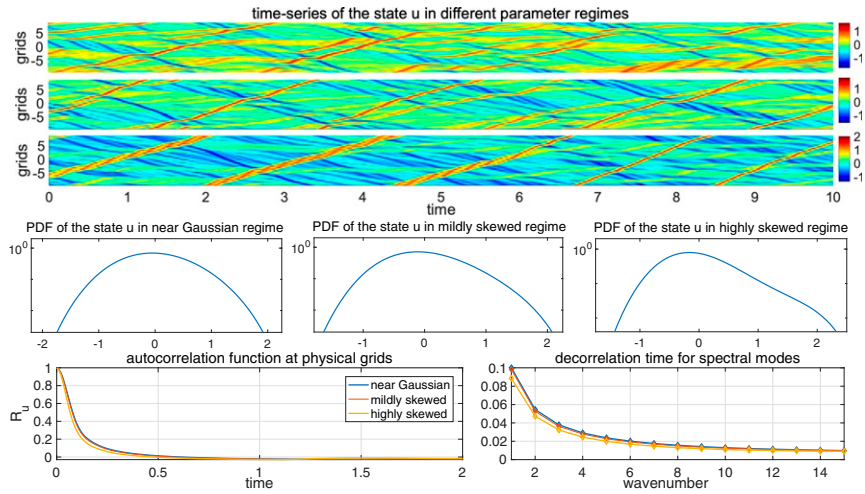 time-series of the state u in different parameter regimes
grids
5
0
-5
1
0
-1
grids
5
0
-5
1
0
-1
grids
5
0
-5
2
1
0
-1
0 1 2 3 4 5 6 7 8 9 10
time
PDF of the state u in near Gaussian regime
10^0
-2 -1 0 1 2
PDF of the state u in mildly skewed regime
10^0
-1 0 1 2
PDF of the state u in highly skewed regime
10^0
-1 0 1 2
autocorrelation function at physical grids
R_u
1
0.8
0.6
0.4
0.2
0
near Gaussian
mildly skewed
highly skewed
0 0.5 1 1.5 2
time
decorrelation time for spectral modes
0.1
0.08
0.06
0.04
0.02
0
2 4 6 8 10 12 14
wavenumber